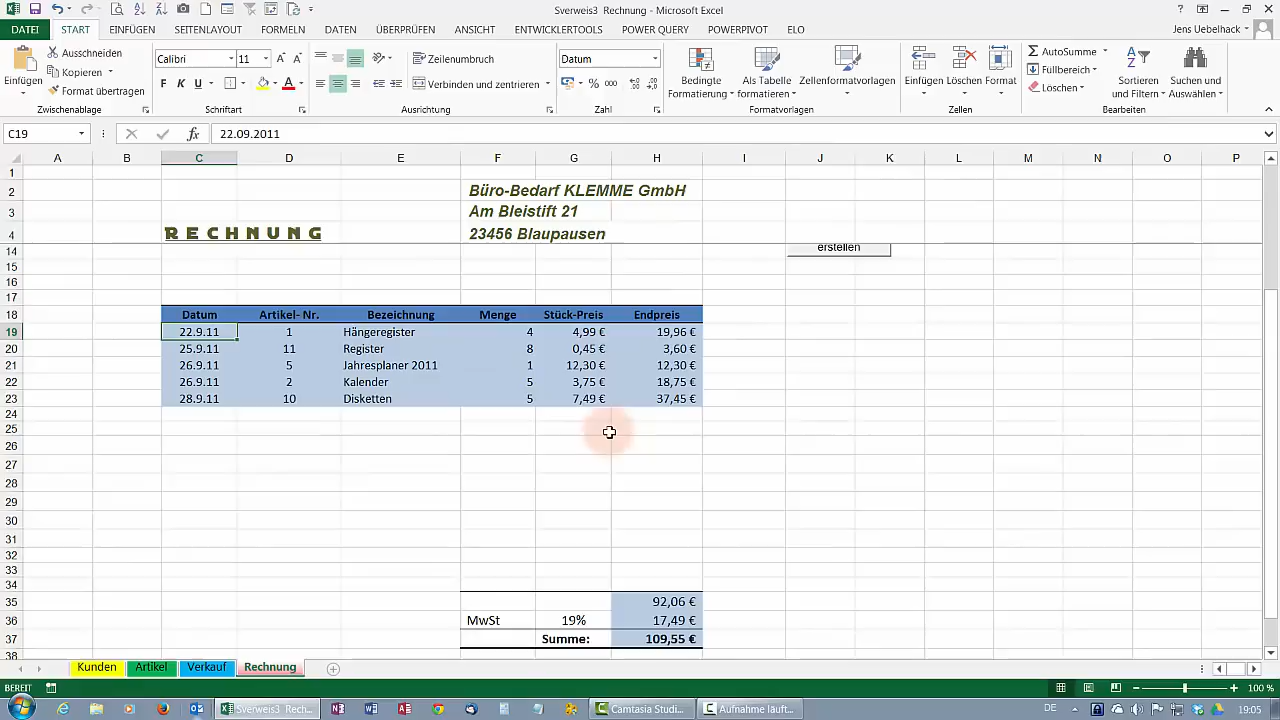 Sverweis3 Rechnung - Microsoft Excel
DATEI START EINFÜGEN SEITENLAYOUT FORMELN DATEN ÜBERPRÜFEN ANSICHT ENTWICKLERTOOLS POWER QUERY POWERPIVOT ELO Jens Uebelhack
Einfügen
Ausschneiden
Kopieren
Format übertragen
Zwischenablage
Calibri 11
F K U
Schriftart
Zeilenumbruch
Verbinden und zentrieren
Ausrichtung
Datum
% 000
Zahl
Bedingte Formatierung
Als Tabelle formatieren
Zellenformatvorlagen
Formatvorlagen
Einfügen Löschen Format
Zellen
AutoSumme
Füllbereich
Löschen
Sortieren und Filtern
Suchen und Auswählen
Bearbeiten
C19 fx 22.09.2011
A B C D E F G H I J K L M N O P
1
2 Büro-Bedarf KLEMME GmbH
3 Am Bleistift 21
4 RECHNUNG 23456 Blaupausen
14 erstellen
15
16
17
18 Datum Artikel- Nr. Bezeichnung Menge Stück-Preis Endpreis
19 22.9.11 1 Hängeregister 4 4,99 € 19,96 €
20 25.9.11 11 Register 8 0,45 € 3,60 €
21 26.9.11 5 Jahresplaner 2011 1 12,30 € 12,30 €
22 26.9.11 2 Kalender 5 3,75 € 18,75 €
23 28.9.11 10 Disketten 5 7,49 € 37,45 €
24
25
26
27
28
29
30
31
32
33
34
35 92,06 €
36 MwSt 19% 17,49 €
37 Summe: 109,55 €
38
Kunden Artikel Verkauf Rechnung
BEREIT 100 %
Sverweis3 Rech... Camtasia Studi... Aufnahme läuft... DE 19:05